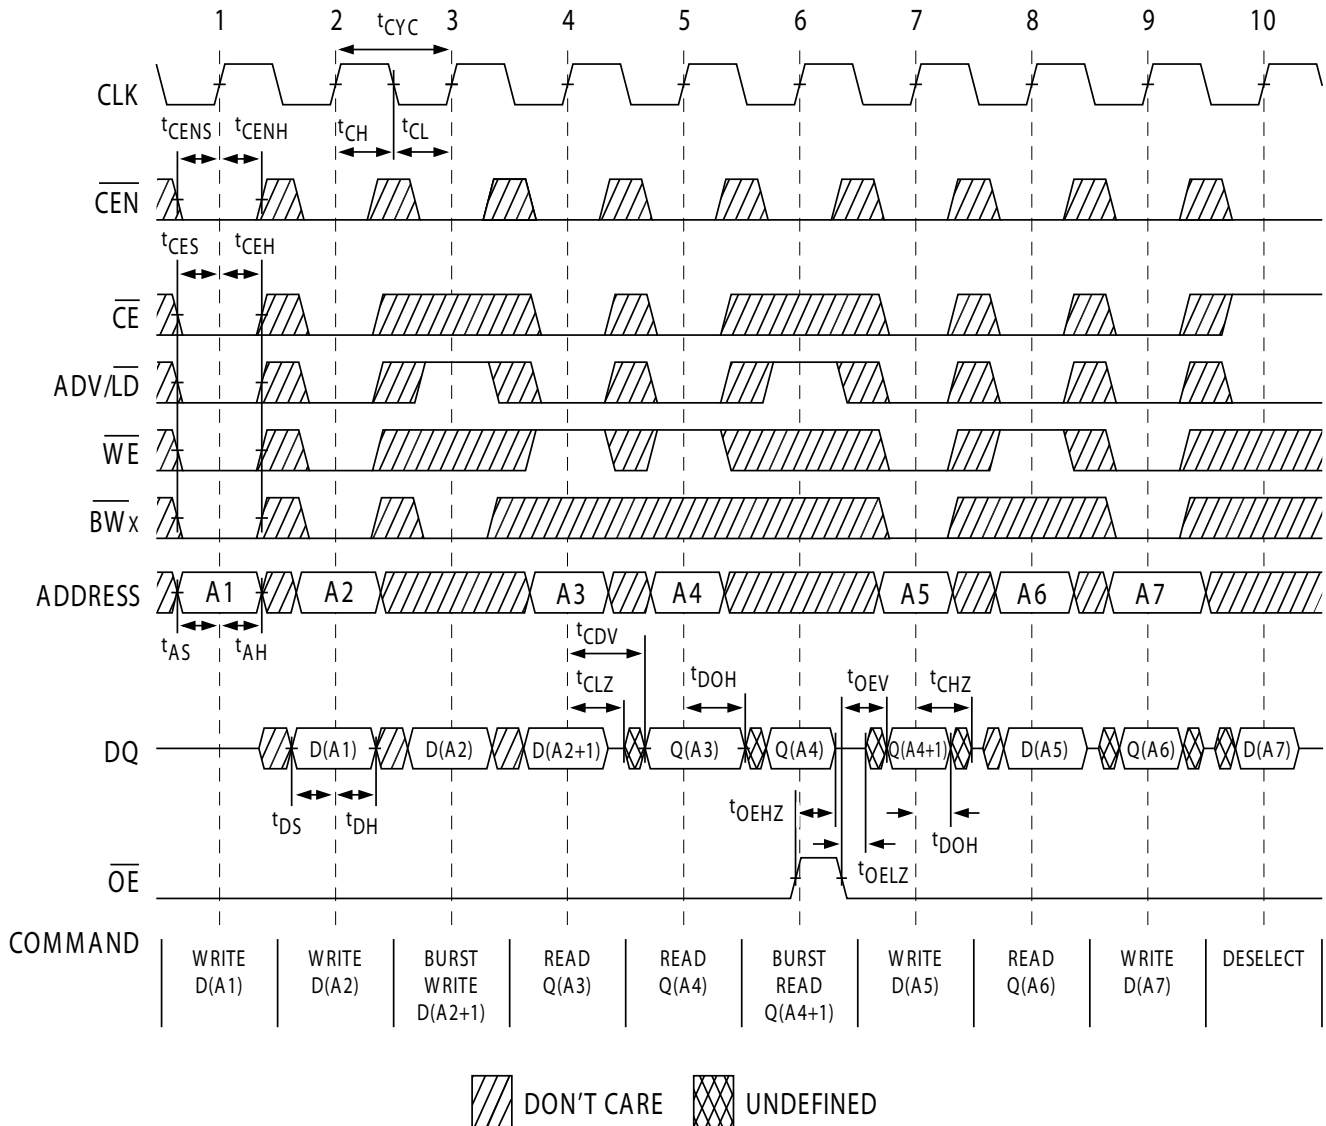 1 2 3 4 5 6 7 8 9 10
tCYC
CLK
tCENS tCENH tCH tCL
CEN
tCES tCEH
CE
ADV/LD
WE
BWx
ADDRESS A1 A2 A3 A4 A5 A6 A7
tAS tAH tCDV
tCLZ tDOH tOEV tCHZ
DQ D(A1) D(A2) D(A2+1) Q(A3) Q(A4) Q(A4+1) D(A5) Q(A6) D(A7)
tDS tDH tOEHZ tDOH
tOELZ
OE
COMMAND
WRITE WRITE BURST READ READ BURST WRITE READ WRITE DESELECT
D(A1) D(A2) WRITE Q(A3) Q(A4) READ D(A5) Q(A6) D(A7)
D(A2+1) Q(A4+1)
DON'T CARE UNDEFINED